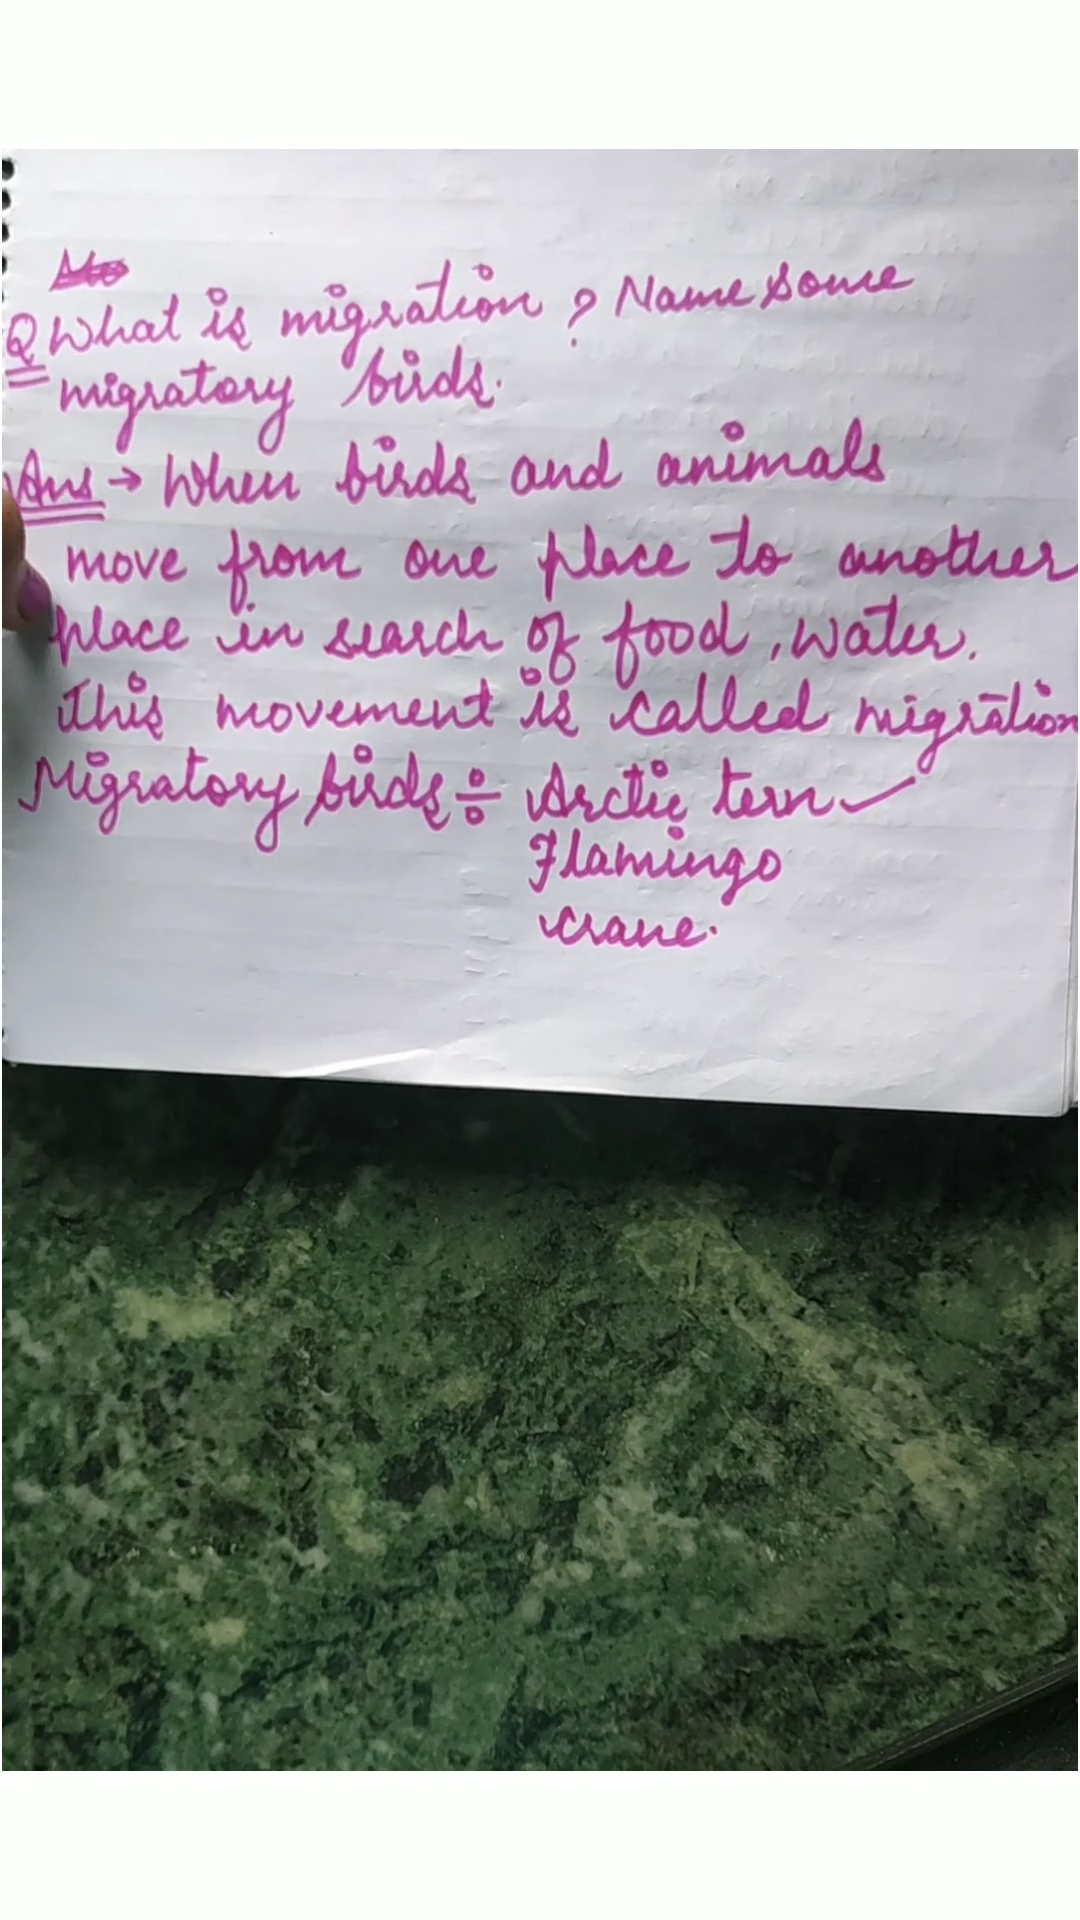 Q What is migration ? Name some
migratory birds.
Ans → When birds and animals
move from one place to another
place in search of food, water.
This movement is called migration
Migratory birds ÷ Arctic tern ✓
Flamingo
crane.